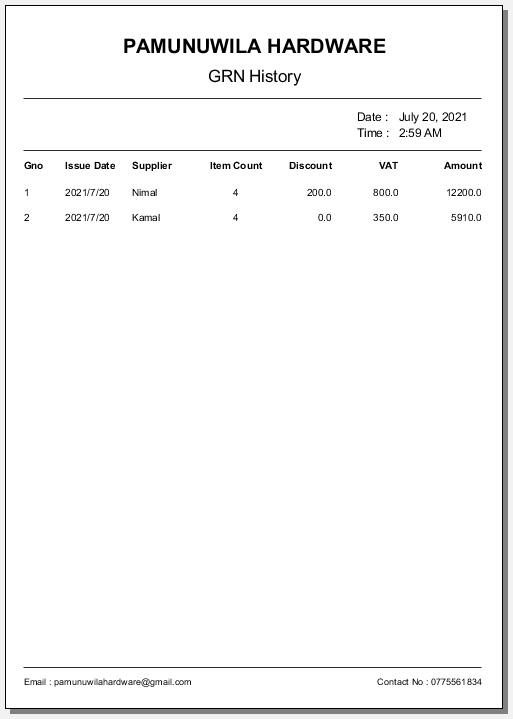 PAMUNUWILA HARDWARE
GRN History
Date : July 20, 2021
Time : 2:59 AM
Gno Issue Date Supplier Item Count Discount VAT Amount
1 2021/7/20 Nimal 4 200.0 800.0 12200.0
2 2021/7/20 Kamal 4 0.0 350.0 5910.0
Email : pamunuwilahardware@gmail.com Contact No : 0775561834